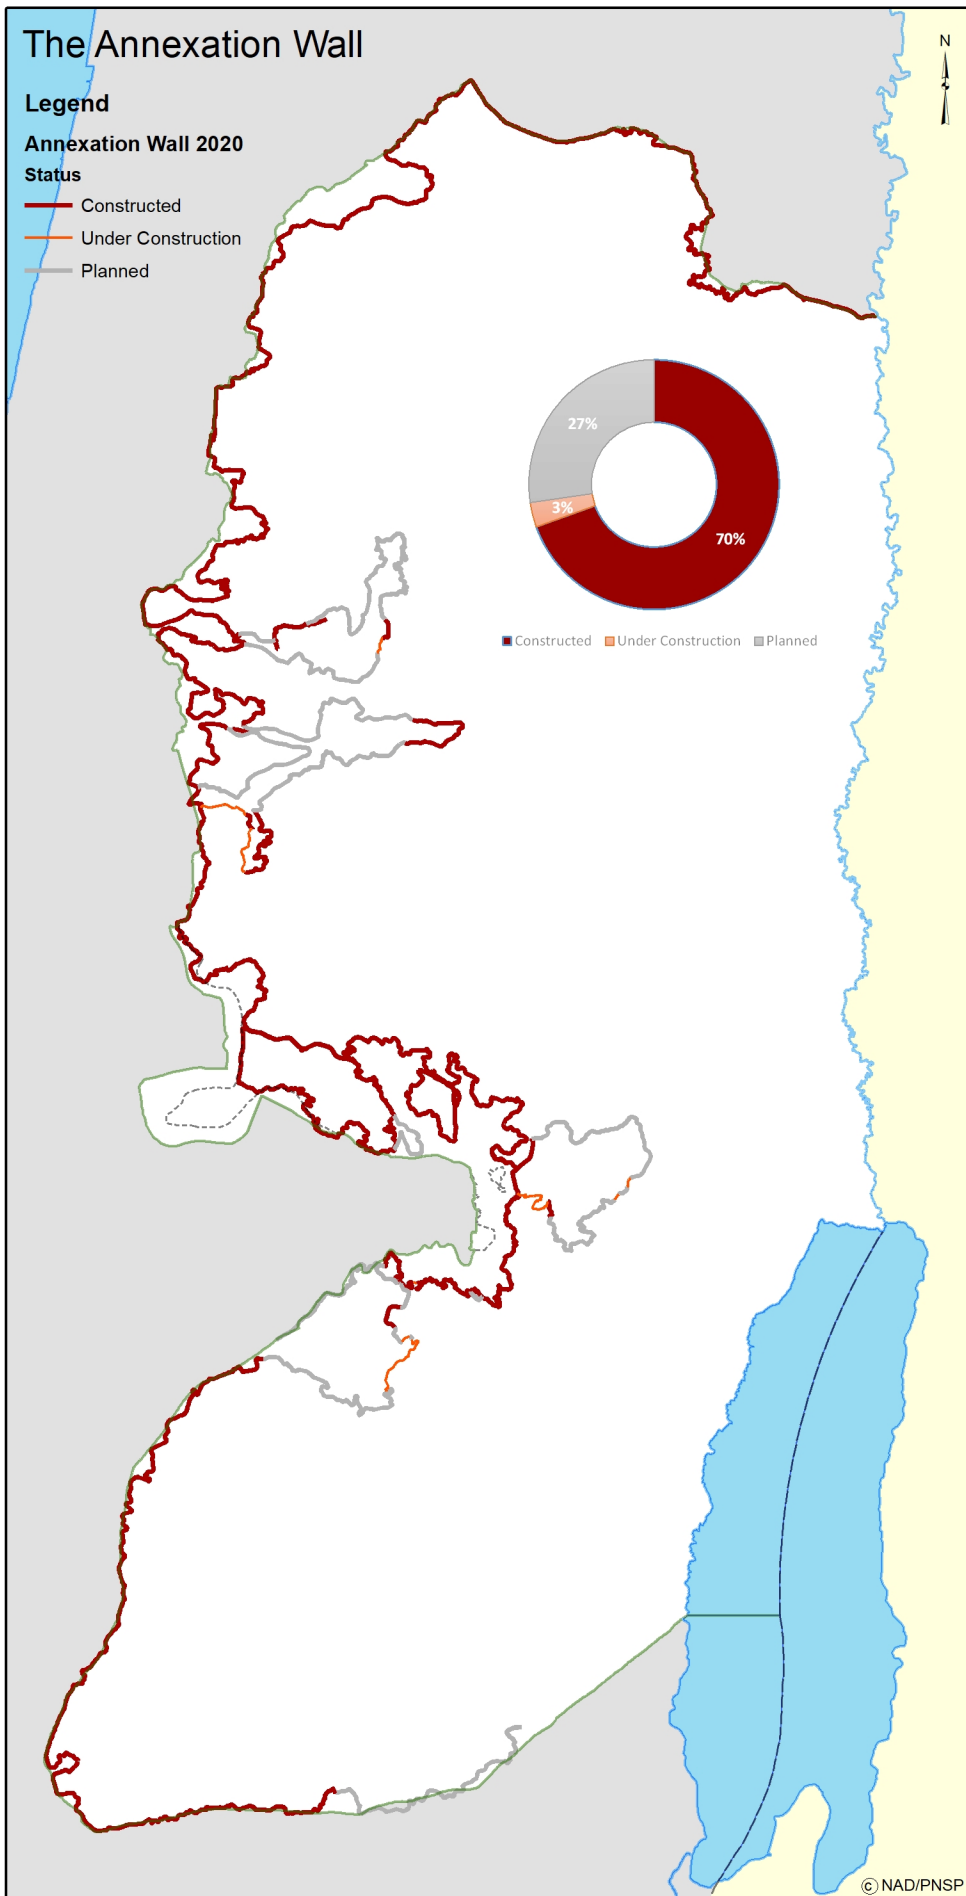 The Annexation Wall
N
Legend
Annexation Wall 2020
Status
Constructed
Under Construction
Planned
27%
3%
70%
Constructed Under Construction Planned
© NAD/PNSP